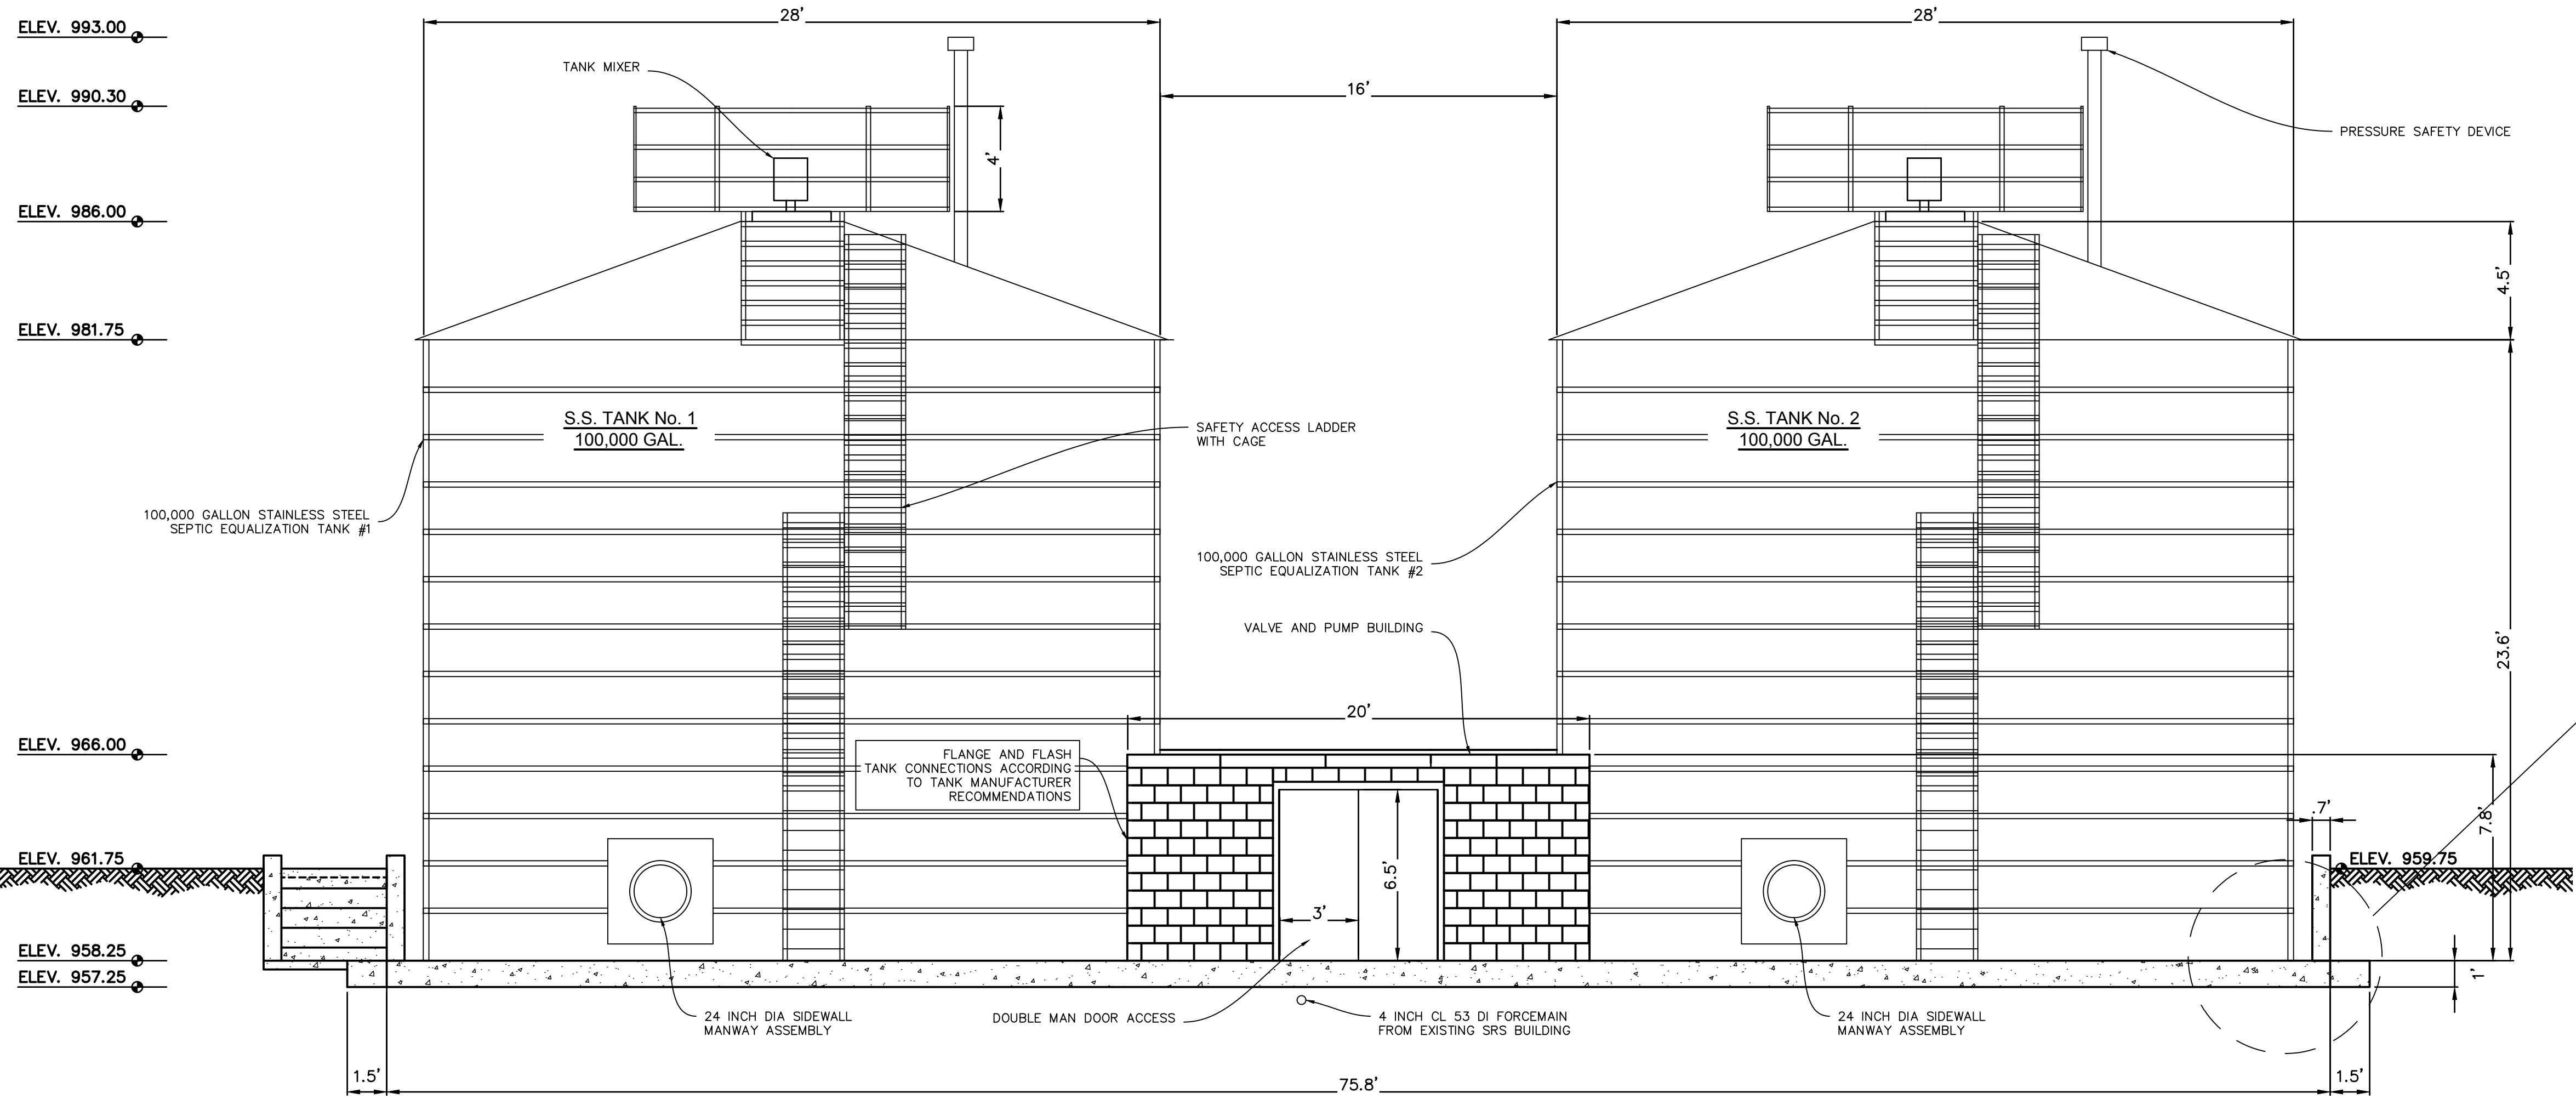 ELEV. 993.00
ELEV. 990.30
ELEV. 986.00
ELEV. 981.75
ELEV. 966.00
ELEV. 961.75
ELEV. 958.25
ELEV. 957.25
28'
TANK MIXER
4'
16'
28'
PRESSURE SAFETY DEVICE
4.5'
23.6'
S.S. TANK No. 1
100,000 GAL.
SAFETY ACCESS LADDER
WITH CAGE
100,000 GALLON STAINLESS STEEL
SEPTIC EQUALIZATION TANK #1
S.S. TANK No. 2
100,000 GAL.
100,000 GALLON STAINLESS STEEL
SEPTIC EQUALIZATION TANK #2
VALVE AND PUMP BUILDING
20'
FLANGE AND FLASH
TANK CONNECTIONS ACCORDING
TO TANK MANUFACTURER
RECOMMENDATIONS
6.5'
3'
.7'
7.8'
ELEV. 959.75
1'
24 INCH DIA SIDEWALL
MANWAY ASSEMBLY
DOUBLE MAN DOOR ACCESS
4 INCH CL 53 DI FORCEMAIN
FROM EXISTING SRS BUILDING
24 INCH DIA SIDEWALL
MANWAY ASSEMBLY
1.5'
75.8'
1.5'